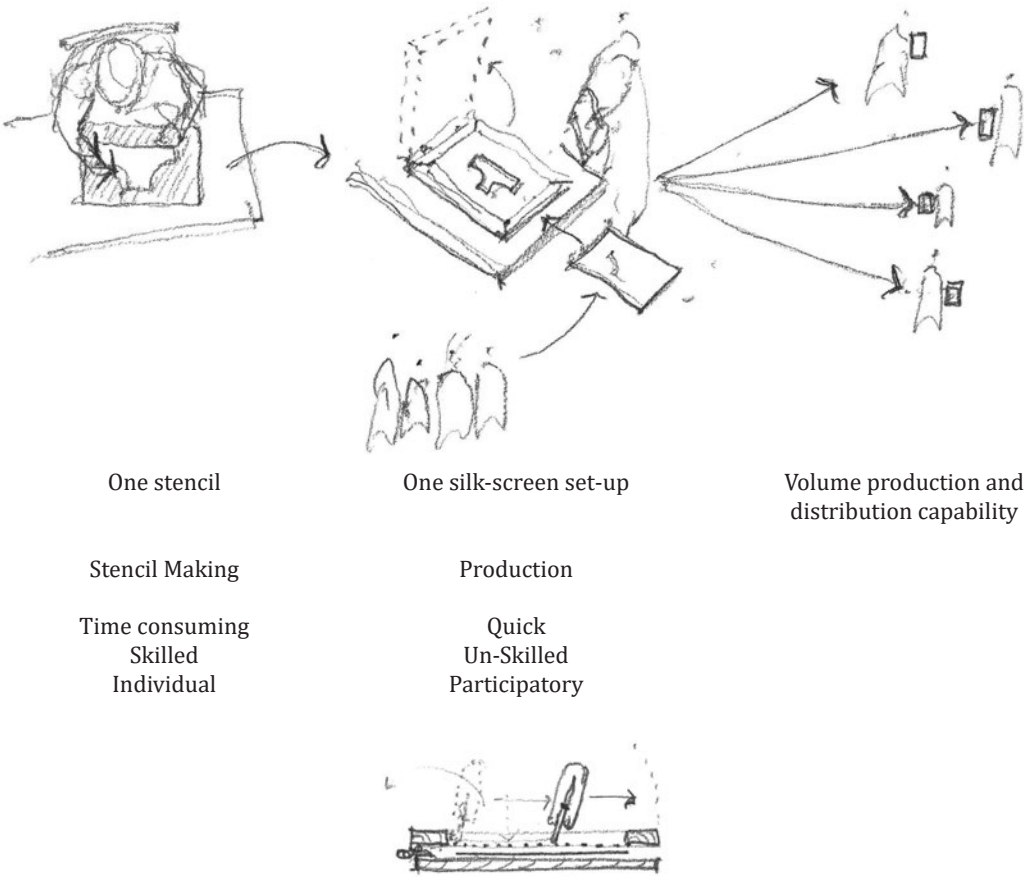 One stencil
One silk-screen set-up
Volume production and
distribution capability
Stencil Making
Production
Time consuming
Skilled
Individual
Quick
Un-Skilled
Participatory